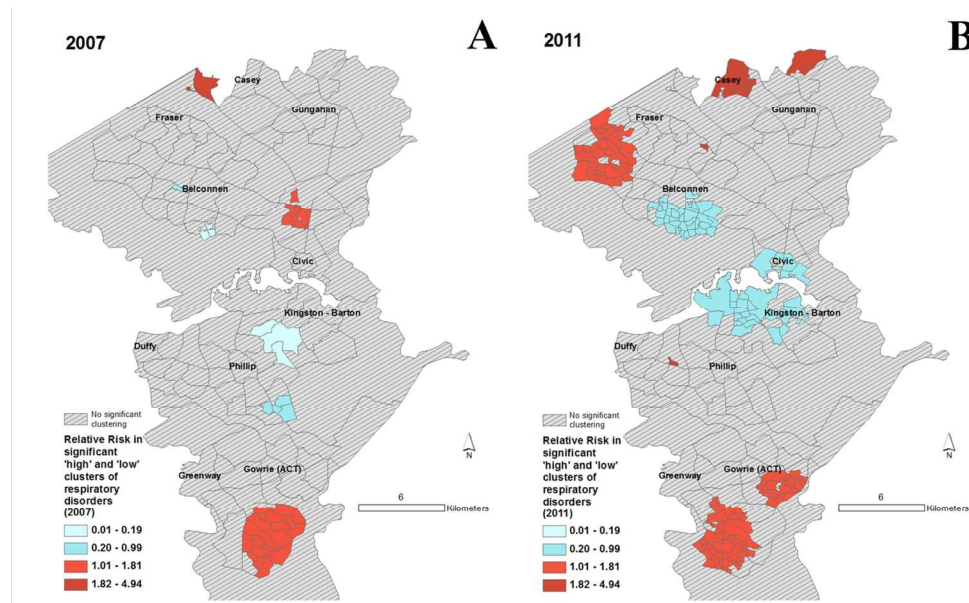 2007
A
Casey
Gungahlin
Fraser
Belconnen
Civic
Kingston - Barton
Duffy
Phillip
No significant
clustering
Relative Risk in
significant
'high' and 'low'
clusters of
respiratory
disorders
(2007)
Greenway
Gowrie (ACT)
N
6
Kilometers
0.01 - 0.19
0.20 - 0.99
1.01 - 1.81
1.82 - 4.94
2011
B
Casey
Gungahlin
Fraser
Belconnen
Civic
Kingston - Barton
Duffy
Phillip
No significant
clustering
Relative Risk in
significant
'high' and 'low'
clusters of
respiratory
disorders
(2011)
Greenway
Gowrie (ACT)
N
6
Kilometers
0.01 - 0.19
0.20 - 0.99
1.01 - 1.81
1.82 - 4.94